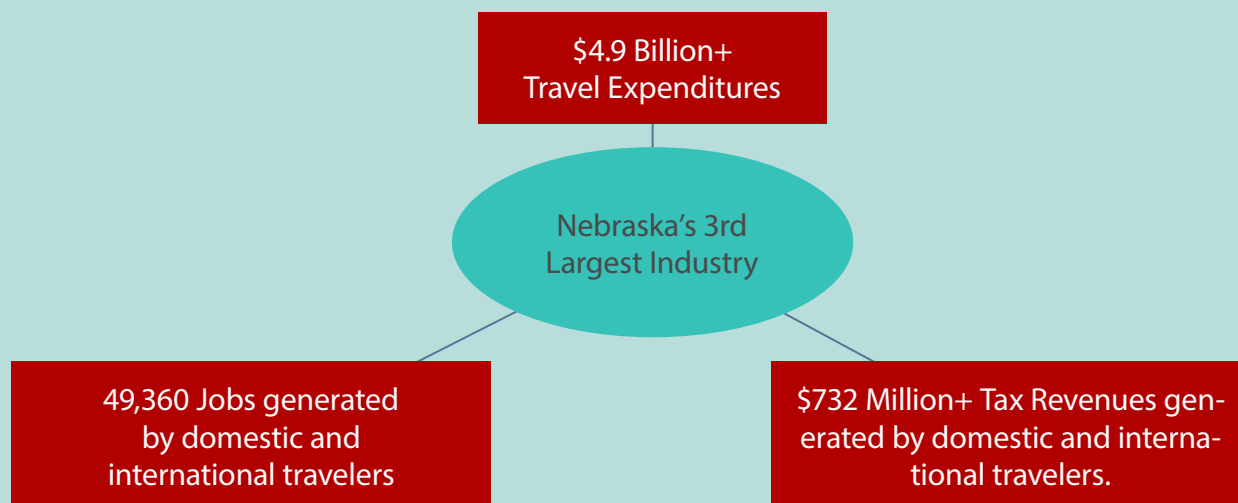 $4.9 Billion+
Travel Expenditures
Nebraska’s 3rd
Largest Industry
49,360 Jobs generated
by domestic and
international travelers
$732 Million+ Tax Revenues gen-
erated by domestic and interna-
tional travelers.